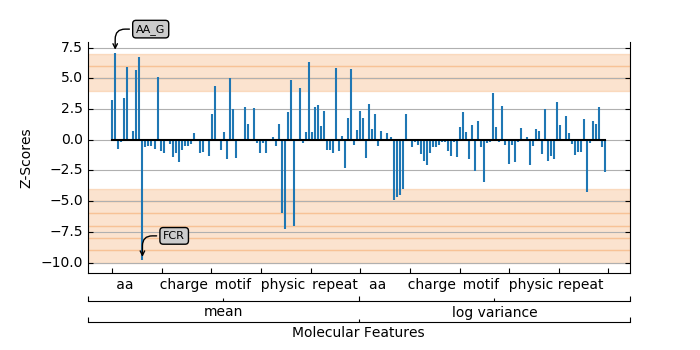 AA_G
7.5
5.0
2.5
0.0
−2.5
−5.0
−7.5
−10.0
Z-Scores
FCR
aa charge motif physic repeat aa charge motif physic repeat
mean log variance
Molecular Features